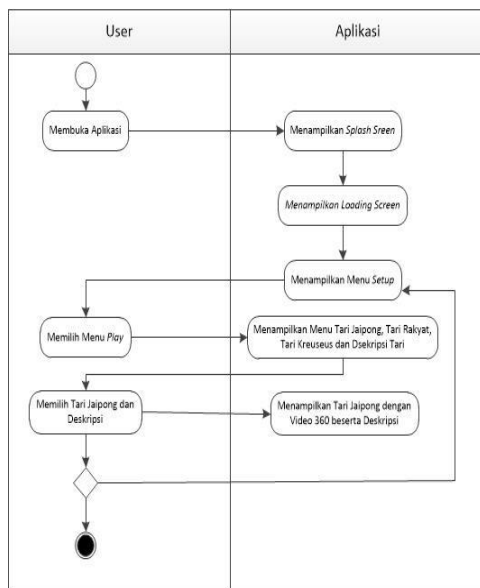 User
Aplikasi
Membuka Aplikasi
Menampilkan Splash Sreen
Menampilkan Loading Screen
Menampilkan Menu Setup
Memilih Menu Play
Menampilkan Menu Tari Jaipong, Tari Rakyat,
Tari Kreuseus dan Dsekripsi Tari
Memilih Tari Jaipong dan
Deskripsi
Menampilkan Tari Jaipong dengan
Video 360 beserta Deskripsi